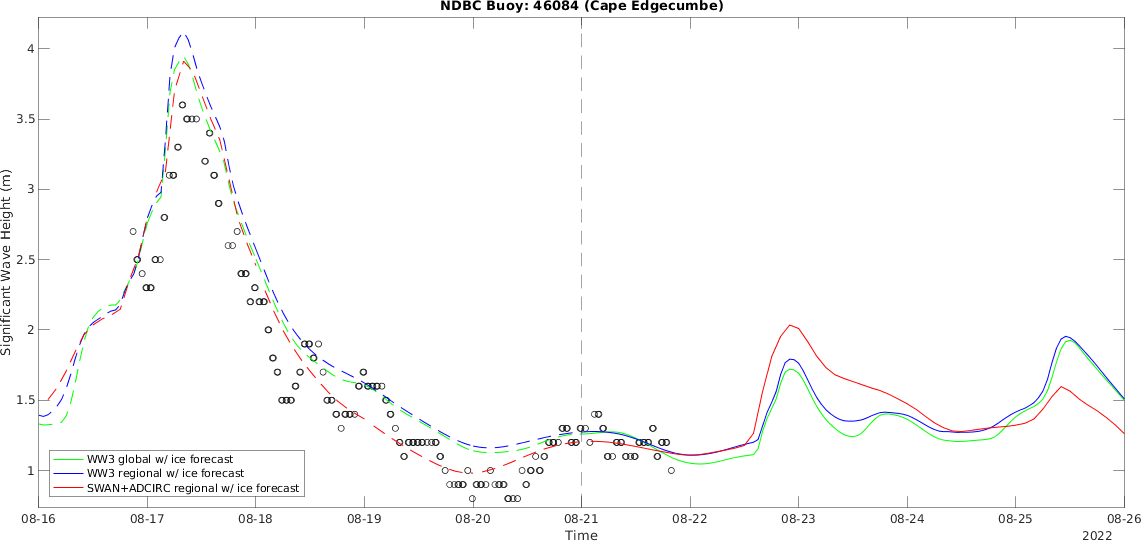 NDBC Buoy: 46084 (Cape Edgecumbe)
Significant Wave Height (m)
4
3.5
3
2.5
2
1.5
1
WW3 global w/ ice forecast
WW3 regional w/ ice forecast
SWAN+ADCIRC regional w/ ice forecast
08-16 08-17 08-18 08-19 08-20 08-21 08-22 08-23 08-24 08-25 08-26
Time
2022